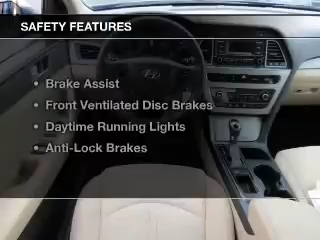 SAFETY FEATURES
• Brake Assist
• Front Ventilated Disc Brakes
• Daytime Running Lights
• Anti-Lock Brakes